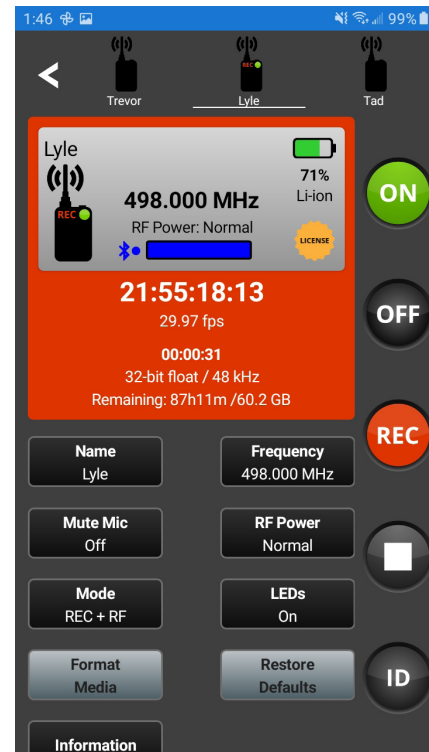 1:46 99%
Trevor
REC
Lyle
Tad
Lyle
REC
71%
Li-ion
498.000 MHz
RF Power: Normal
LICENSE
21:55:18:13
29.97 fps
00:00:31
32-bit float / 48 kHz
Remaining: 87h11m /60.2 GB
ON
OFF
REC
ID
Name
Lyle
Frequency
498.000 MHz
Mute Mic
Off
RF Power
Normal
Mode
REC + RF
LEDs
On
Format
Media
Restore
Defaults
Information